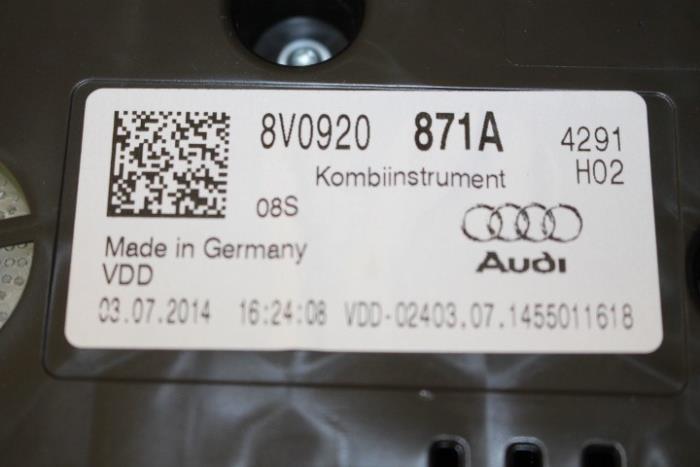 8V0920 871A 4291
Kombiinstrument H02
08S
Made in Germany
Audi
VDD
03.07.2014 16:24:08 VDD-02403.07.1455011618